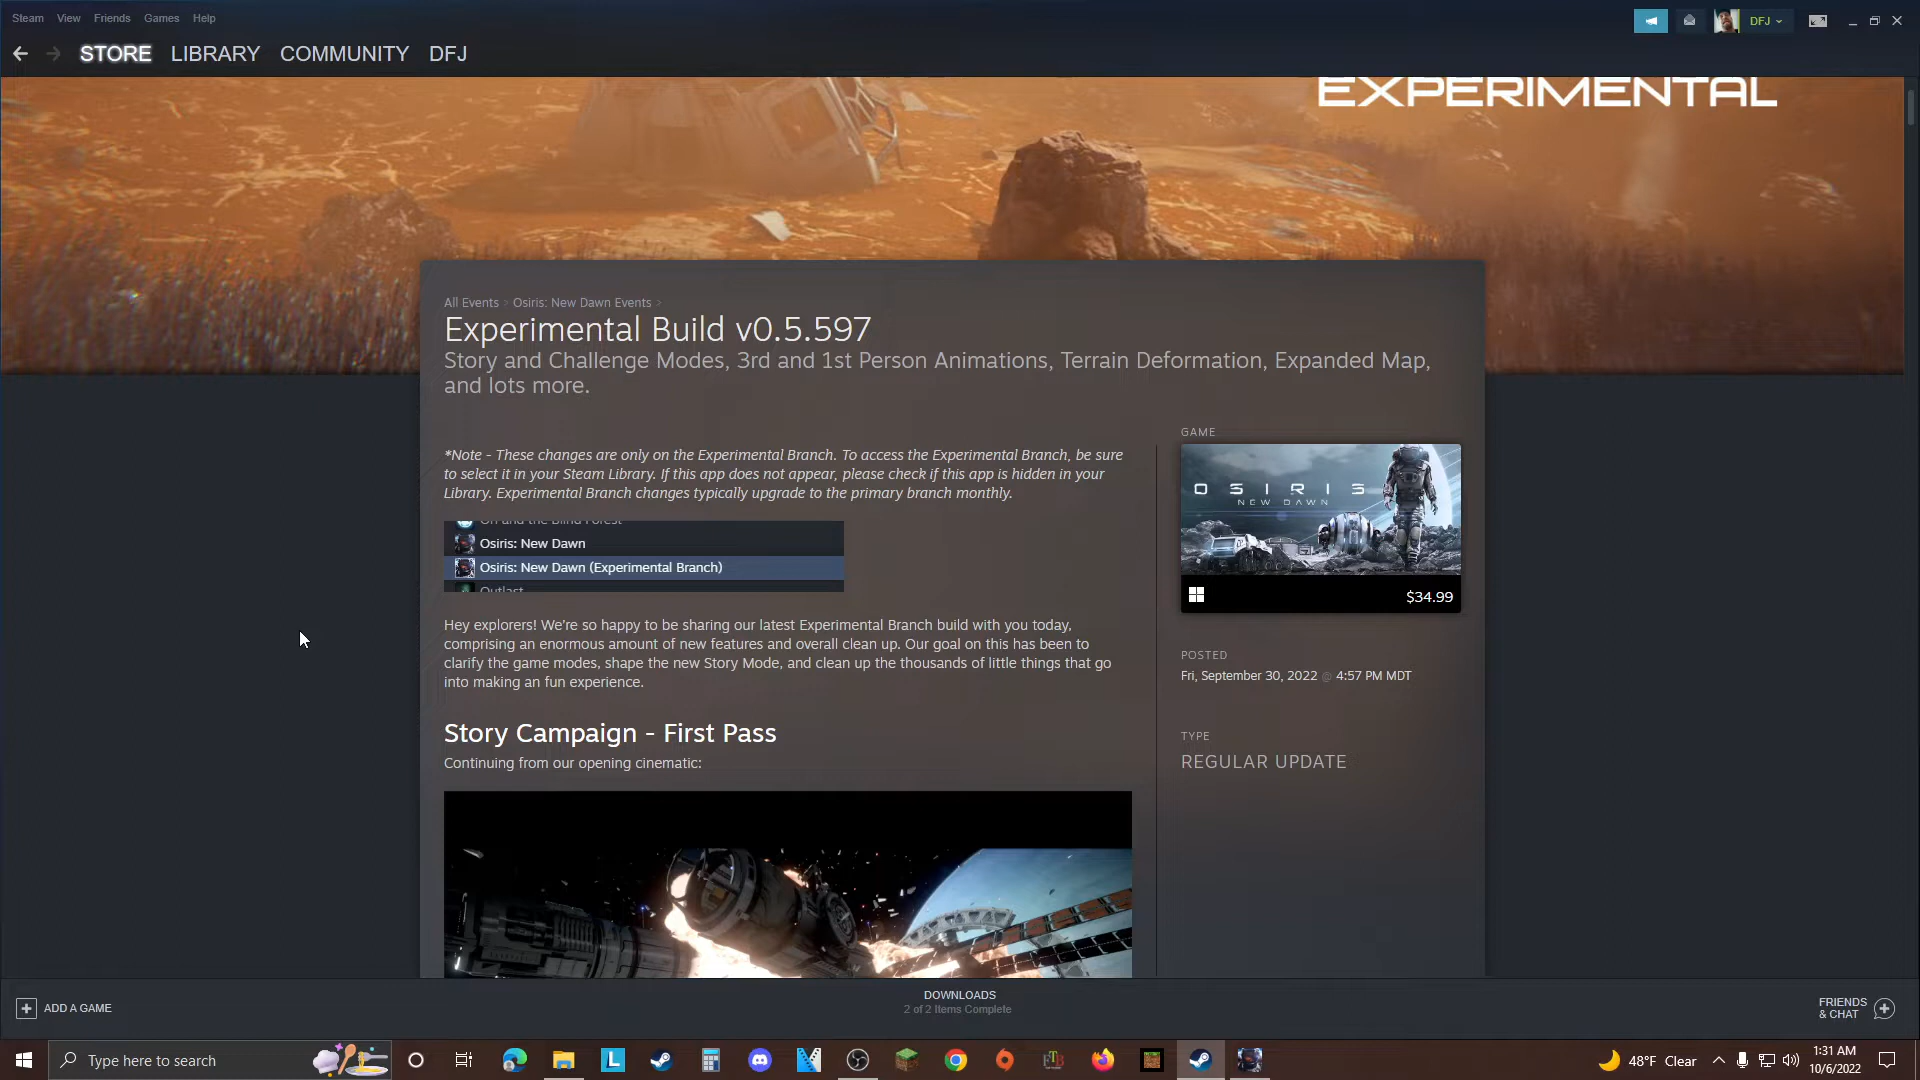 Steam View Friends Games Help
DFJ
STORE LIBRARY COMMUNITY DFJ
EXPERIMENTAL
All Events > Osiris: New Dawn Events >
Experimental Build v0.5.597
Story and Challenge Modes, 3rd and 1st Person Animations, Terrain Deformation, Expanded Map,
and lots more.
*Note - These changes are only on the Experimental Branch. To access the Experimental Branch, be sure
to select it in your Steam Library. If this app does not appear, please check if this app is hidden in your
Library. Experimental Branch changes typically upgrade to the primary branch monthly.
Ori and the Blind Forest
Osiris: New Dawn
Osiris: New Dawn (Experimental Branch)
Outlast
Hey explorers! We're so happy to be sharing our latest Experimental Branch build with you today,
comprising an enormous amount of new features and overall clean up. Our goal on this has been to
clarify the game modes, shape the new Story Mode, and clean up the thousands of little things that go
into making an fun experience.
Story Campaign - First Pass
Continuing from our opening cinematic:
GAME
OSIRIS
NEW DAWN
$34.99
POSTED
Fri, September 30, 2022 @ 4:57 PM MDT
TYPE
REGULAR UPDATE
ADD A GAME
DOWNLOADS
2 of 2 Items Complete
FRIENDS
& CHAT
Type here to search
L
FTB
48°F Clear
1:31 AM
10/6/2022